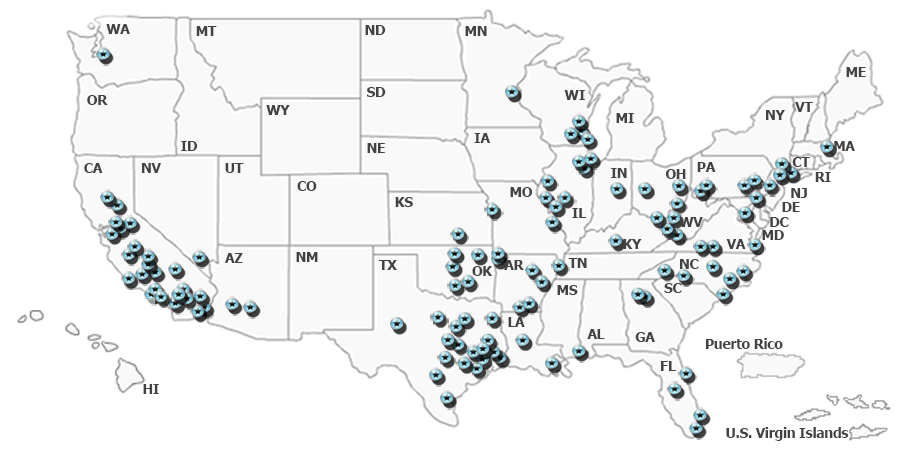 WA
MT
ND
MN
ME
OR
ID
WY
SD
WI
MI
NY
VT
MA
CA
NV
UT
CO
NE
IA
IN
OH
PA
CT
RI
NJ
KS
MO
IL
WV
DE
DC
MD
VA
KY
AZ
NM
TX
OK
AR
TN
NC
SC
MS
LA
AL
GA
Puerto Rico
FL
HI
U.S. Virgin Islands